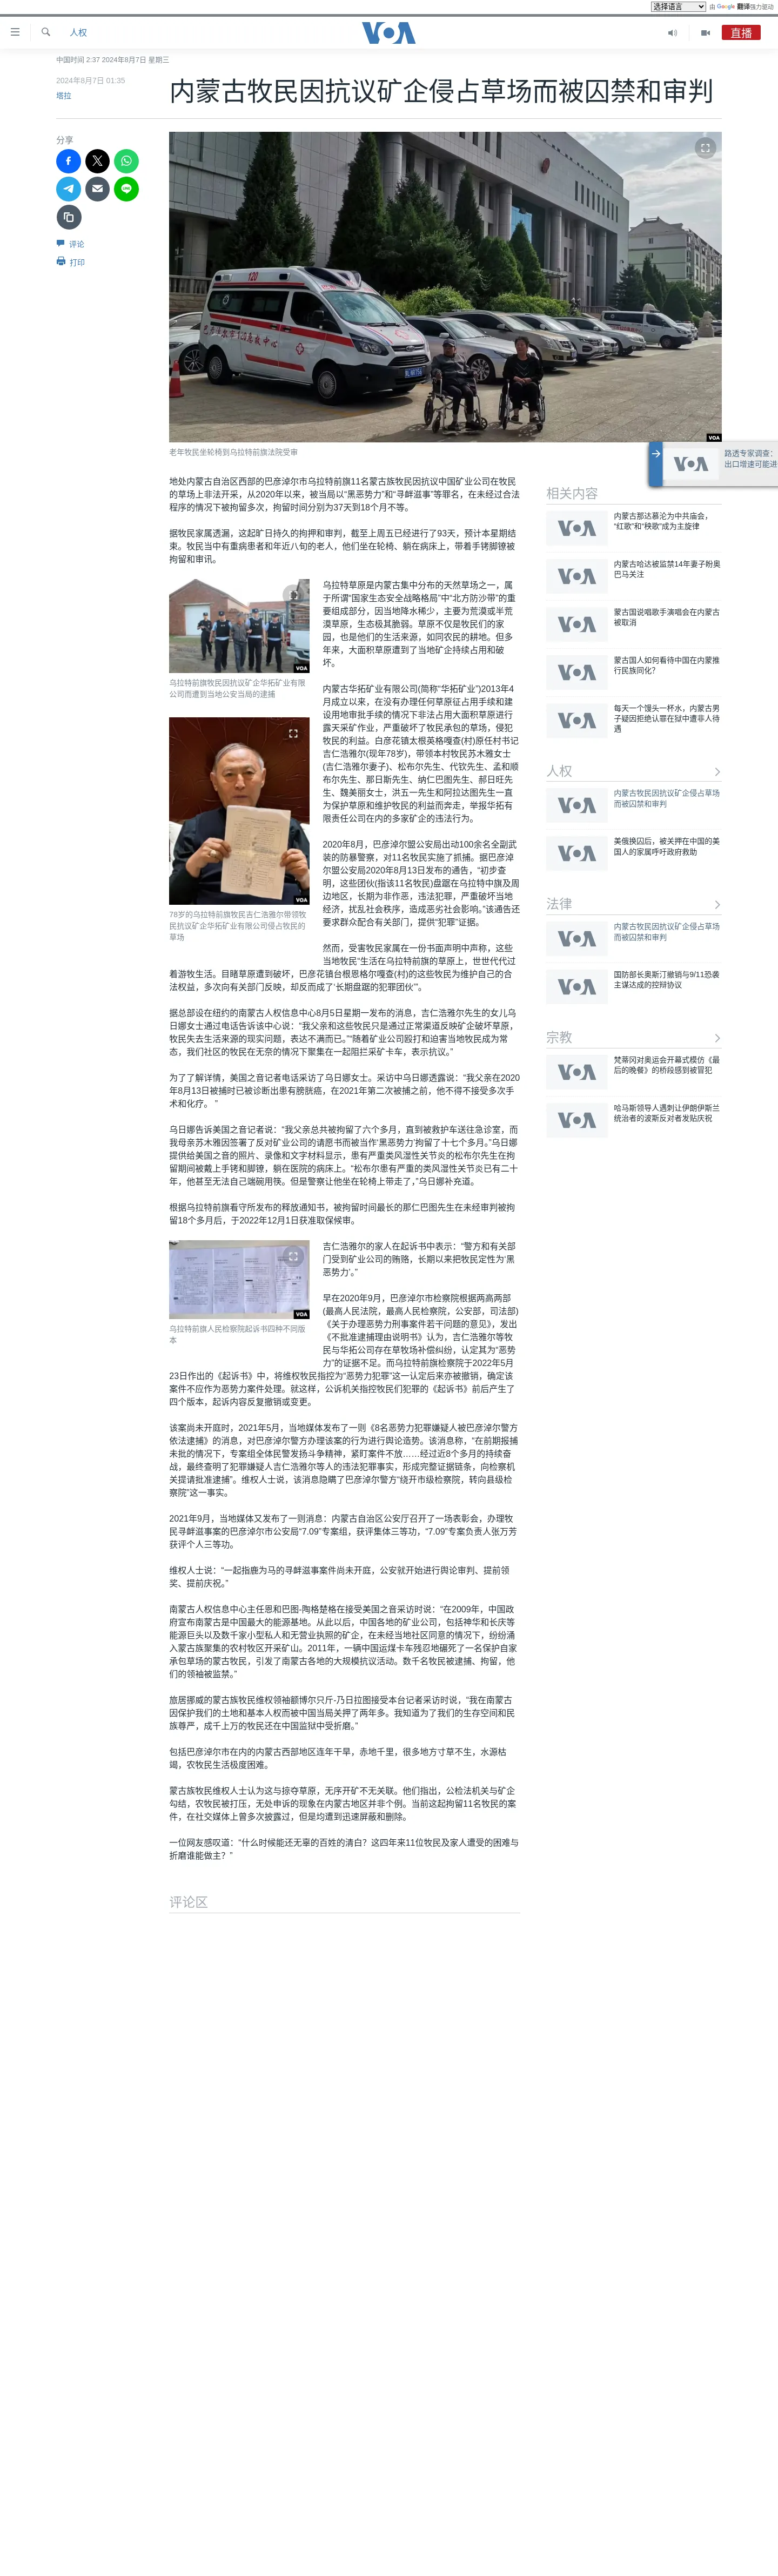 选择语言 由 Google 翻译强力驱动
人权
VOA
直播
中国时间 2:37 2024年8月7日 星期三
2024年8月7日 01:35
塔拉
内蒙古牧民因抗议矿企侵占草场而被囚禁和审判
分享
评论
打印
120
VOA
老年牧民坐轮椅到乌拉特前旗法院受审
地处内蒙古自治区西部的巴彦淖尔市乌拉特前旗11名蒙古族牧民因抗议中国矿业公司在牧民
的草场上非法开采，从2020年以来，被当局以“黑恶势力”和“寻衅滋事”等罪名，在未经过合法
程序的情况下被拘留多次，拘留时间分别为37天到18个月不等。
据牧民家属透漏，这起旷日持久的拘押和审判，截至上周五已经进行了93天，预计本星期结
束。牧民当中有重病患者和年近八旬的老人，他们坐在轮椅、躺在病床上，带着手铐脚镣被
拘留和审讯。
VOA
乌拉特前旗牧民因抗议矿企华拓矿业有限
公司而遭到当地公安当局的逮捕
乌拉特草原是内蒙古集中分布的天然草场之一，属
于所谓“国家生态安全战略格局”中“北方防沙带”的重
要组成部分，因当地降水稀少，主要为荒漠或半荒
漠草原，生态极其脆弱。草原不仅是牧民们的家
园，也是他们的生活来源，如同农民的耕地。但多
年来，大面积草原遭到了当地矿企持续占用和破
坏。
VOA
78岁的乌拉特前旗牧民吉仁浩雅尔带领牧
民抗议矿企华拓矿业有限公司侵占牧民的
草场
内蒙古华拓矿业有限公司(简称“华拓矿业”)2013年4
月成立以来，在没有办理任何草原征占用手续和建
设用地审批手续的情况下非法占用大面积草原进行
露天采矿作业，严重破坏了牧民承包的草场，侵犯
牧民的利益。白彦花镇太根英格嘎查(村)原任村书记
吉仁浩雅尔(现年78岁)，带领本村牧民苏木雅女士
(吉仁浩雅尔妻子)、松布尔先生、代钦先生、孟和顺
布尔先生、那日斯先生、纳仁巴图先生、郝日旺先
生、魏美丽女士，洪五一先生和阿拉达图先生一直
为保护草原和维护牧民的利益而奔走，举报华拓有
限责任公司在内的多家矿企的违法行为。
2020年8月，巴彦淖尔盟公安局出动100余名全副武
装的防暴警察，对11名牧民实施了抓捕。据巴彦淖
尔盟公安局2020年8月13日发布的通告，“初步查
明，这些团伙(指该11名牧民)盘踞在乌拉特中旗及周
边地区，长期为非作恶，违法犯罪，严重破坏当地
经济，扰乱社会秩序，造成恶劣社会影响。”该通告还
要求群众配合有关部门，提供“犯罪”证据。
然而，受害牧民家属在一份书面声明中声称，这些
当地牧民“生活在乌拉特前旗的草原上，世世代代过
着游牧生活。目睹草原遭到破坏，巴彦花镇台根恩格尔嘎查(村)的这些牧民为维护自己的合
法权益，多次向有关部门反映，却反而成了‘长期盘踞的犯罪团伙’”。
据总部设在纽约的南蒙古人权信息中心8月5日星期一发布的消息，吉仁浩雅尔先生的女儿乌
日娜女士通过电话告诉该中心说：“我父亲和这些牧民只是通过正常渠道反映矿企破坏草原，
牧民失去生活来源的现实问题，表达不满而已。”“随着矿业公司殴打和迫害当地牧民成为常
态，我们社区的牧民在无奈的情况下聚集在一起阻拦采矿卡车，表示抗议。”
为了了解详情，美国之音记者电话采访了乌日娜女士。采访中乌日娜透露说：“我父亲在2020
年8月13日被捕时已被诊断出患有膀胱癌，在2021年第二次被捕之前，他不得不接受多次手
术和化疗。 ”
乌日娜告诉美国之音记者说：“我父亲总共被拘留了六个多月，直到被救护车送往急诊室，而
我母亲苏木雅因签署了反对矿业公司的请愿书而被当作‘黑恶势力’拘留了十七个多月。”乌日娜
提供给美国之音的照片、录像和文字材料显示，患有严重类风湿性关节炎的松布尔先生在拘
留期间被戴上手铐和脚镣，躺在医院的病床上。“松布尔患有严重的类风湿性关节炎已有二十
年，他甚至无法自己端碗用筷。但是警察让他坐在轮椅上带走了，”乌日娜补充道。
根据乌拉特前旗看守所发布的释放通知书，被拘留时间最长的那仁巴图先生在未经审判被拘
留18个多月后，于2022年12月1日获准取保候审。
VOA
乌拉特前旗人民检察院起诉书四种不同版
本
吉仁浩雅尔的家人在起诉书中表示：“警方和有关部
门受到矿业公司的贿赂，长期以来把牧民定性为‘黑
恶势力’。”
早在2020年9月，巴彦淖尔市检察院根据两高两部
(最高人民法院，最高人民检察院，公安部，司法部)
《关于办理恶势力刑事案件若干问题的意见》，发出
《不批准逮捕理由说明书》认为，吉仁浩雅尔等牧
民与华拓公司存在草牧场补偿纠纷，认定其为“恶势
力”的证据不足。而乌拉特前旗检察院于2022年5月
23日作出的《起诉书》中，将维权牧民指控为“恶势力犯罪”这一认定后来亦被撤销，确定该
案件不应作为恶势力案件处理。就这样，公诉机关指控牧民们犯罪的《起诉书》前后产生了
四个版本，起诉内容反复撤销或变更。
该案尚未开庭时，2021年5月，当地媒体发布了一则《8名恶势力犯罪嫌疑人被巴彦淖尔警方
依法逮捕》的消息，对巴彦淖尔警方办理该案的行为进行舆论造势。该消息称，“在前期报捕
未批的情况下，专案组全体民警发扬斗争精神，紧盯案件不放……经过近8个多月的持续奋
战，最终查明了犯罪嫌疑人吉仁浩雅尔等人的违法犯罪事实，形成完整证据链条，向检察机
关提请批准逮捕”。维权人士说，该消息隐瞒了巴彦淖尔警方“绕开市级检察院，转向县级检
察院”这一事实。
2021年9月，当地媒体又发布了一则消息：内蒙古自治区公安厅召开了一场表彰会，办理牧
民寻衅滋事案的巴彦淖尔市公安局“7.09”专案组，获评集体三等功，“7.09”专案负责人张万芳
获评个人三等功。
维权人士说：“一起指鹿为马的寻衅滋事案件尚未开庭，公安就开始进行舆论审判、提前领
奖、提前庆祝。”
南蒙古人权信息中心主任恩和巴图-陶格楚格在接受美国之音采访时说：“在2009年，中国政
府宣布南蒙古是中国最大的能源基地。从此以后，中国各地的矿业公司，包括神华和长庆等
能源巨头以及数千家小型私人和无营业执照的矿企，在未经当地社区同意的情况下，纷纷涌
入蒙古族聚集的农村牧区开采矿山。2011年，一辆中国运煤卡车残忍地碾死了一名保护自家
承包草场的蒙古牧民，引发了南蒙古各地的大规模抗议活动。数千名牧民被逮捕、拘留，他
们的领袖被监禁。”
旅居挪威的蒙古族牧民维权领袖额博尔只斤-乃日拉图接受本台记者采访时说，“我在南蒙古
因保护我们的土地和基本人权而被中国当局关押了两年多。我知道为了我们的生存空间和民
族尊严，成千上万的牧民还在中国监狱中受折磨。”
包括巴彦淖尔市在内的内蒙古西部地区连年干旱，赤地千里，很多地方寸草不生，水源枯
竭，农牧民生活极度困难。
蒙古族牧民维权人士认为这与掠夺草原，无序开矿不无关联。他们指出，公检法机关与矿企
勾结，农牧民被打压，无处申诉的现象在内蒙古地区并非个例。当前这起拘留11名牧民的案
件，在社交媒体上曾多次披露过，但是均遭到迅速屏蔽和删除。
一位网友感叹道：“什么时候能还无辜的百姓的清白？这四年来11位牧民及家人遭受的困难与
折磨谁能做主？”
评论区
VOA
路透专家调查：
出口增速可能进
相关内容
VOA
内蒙古那达慕沦为中共庙会，
“红歌”和“秧歌”成为主旋律
VOA
内蒙古哈达被监禁14年妻子盼奥
巴马关注
VOA
蒙古国说唱歌手演唱会在内蒙古
被取消
VOA
蒙古国人如何看待中国在内蒙推
行民族同化？
VOA
每天一个馒头一杯水，内蒙古男
子疑因拒绝认罪在狱中遭非人待
遇
人权
VOA
内蒙古牧民因抗议矿企侵占草场
而被囚禁和审判
VOA
美俄换囚后，被关押在中国的美
国人的家属呼吁政府救助
法律
VOA
内蒙古牧民因抗议矿企侵占草场
而被囚禁和审判
VOA
国防部长奥斯汀撤销与9/11恐袭
主谋达成的控辩协议
宗教
VOA
梵蒂冈对奥运会开幕式模仿《最
后的晚餐》的桥段感到被冒犯
VOA
哈马斯领导人遇刺让伊朗伊斯兰
统治者的波斯反对者发贴庆祝